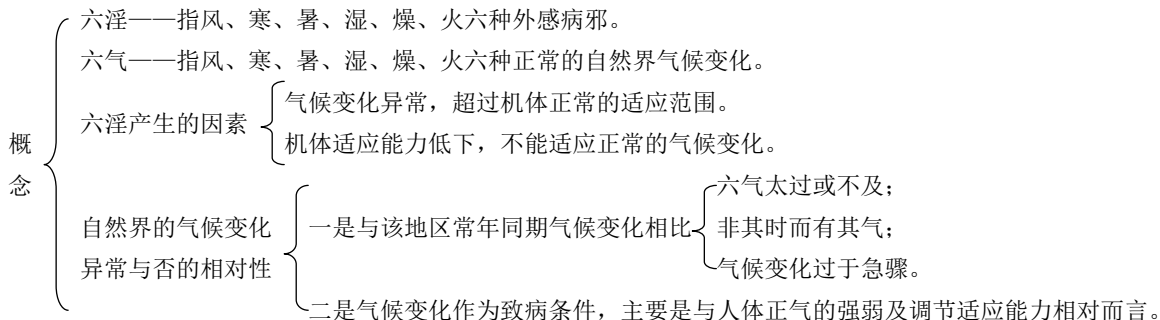 六淫——指风、寒、暑、湿、燥、火六种外感病邪。
六气——指风、寒、暑、湿、燥、火六种正常的自然界气候变化。
气候变化异常，超过机体正常的适应范围。
六淫产生的因素
机体适应能力低下，不能适应正常的气候变化。
概
念
六气太过或不及；
自然界的气候变化 一是与该地区常年同期气候变化相比 非其时而有其气；
异常与否的相对性
气候变化过于急骤。
二是气候变化作为致病条件，主要是与人体正气的强弱及调节适应能力相对而言。